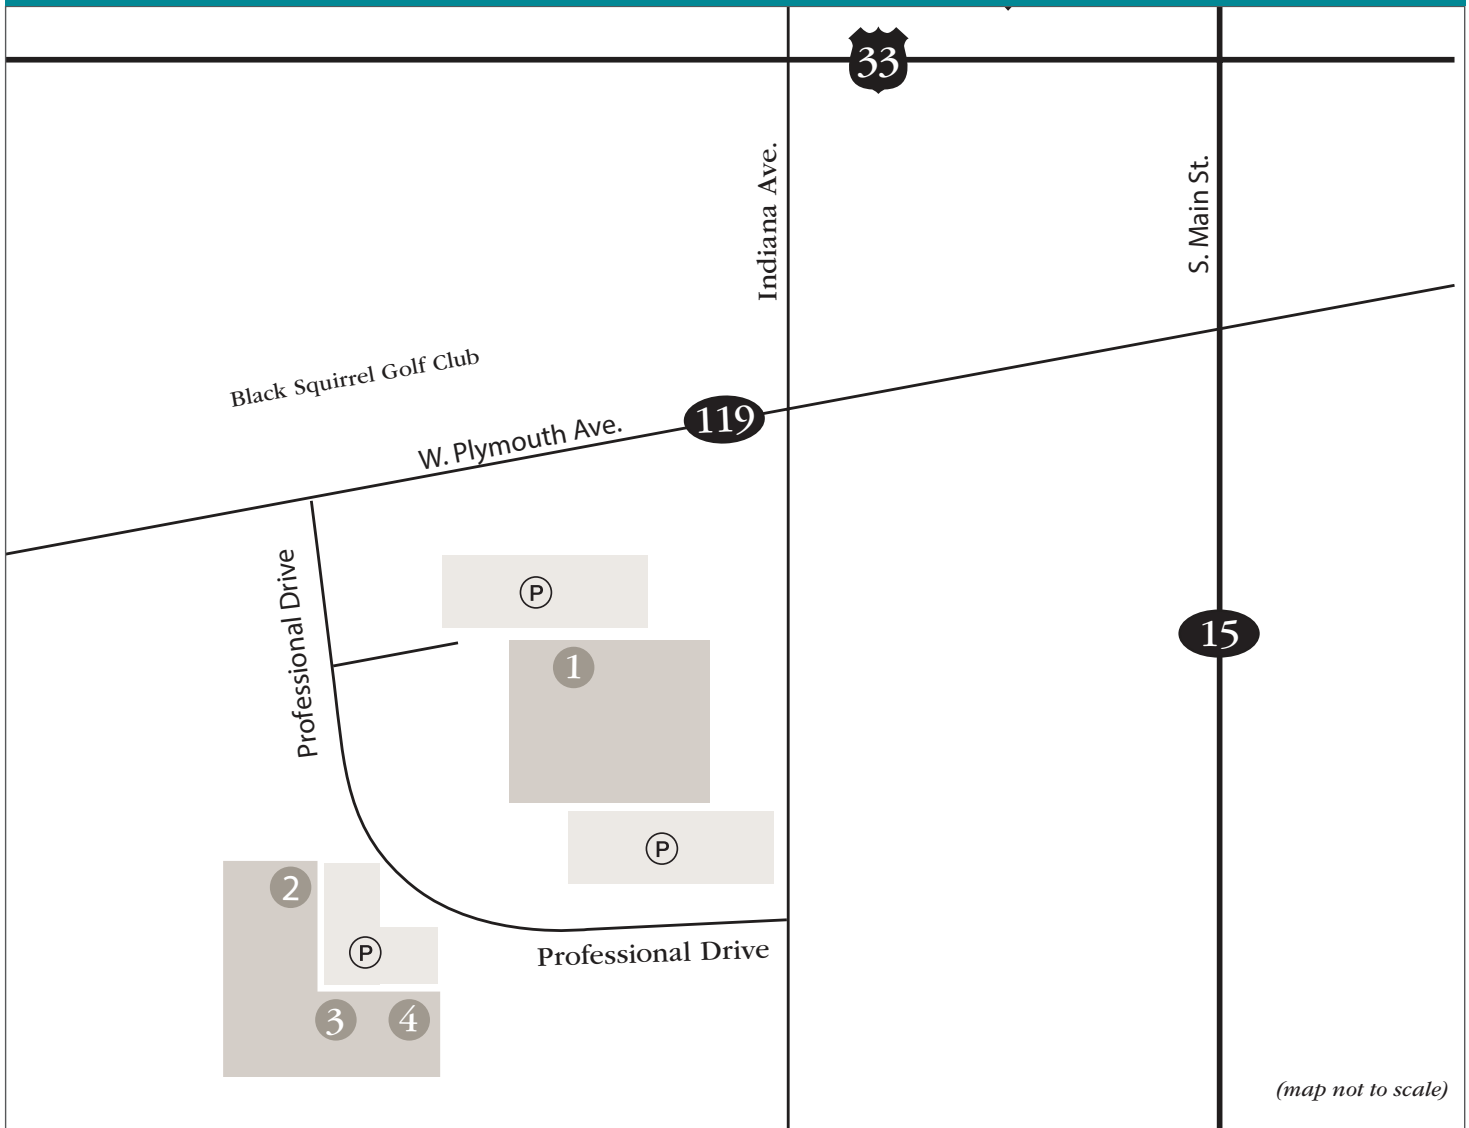 33
Indiana Ave.
S. Main St.
Black Squirrel Golf Club
119
W. Plymouth Ave.
Professional Drive
P
15
1
P
2
P
Professional Drive
3
4
(map not to scale)